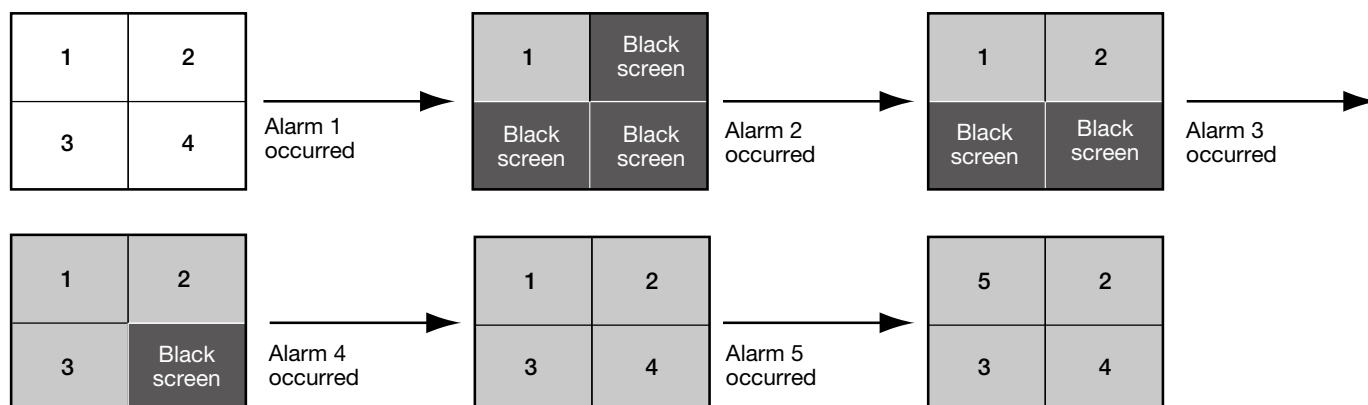 1
2
3
4
Alarm 1
occurred
1
Black
screen
Black
screen
Black
screen
Alarm 2
occurred
1
2
Black
screen
Black
screen
Alarm 3
occurred
1
2
3
Black
screen
Alarm 4
occurred
1
2
3
4
Alarm 5
occurred
5
2
3
4